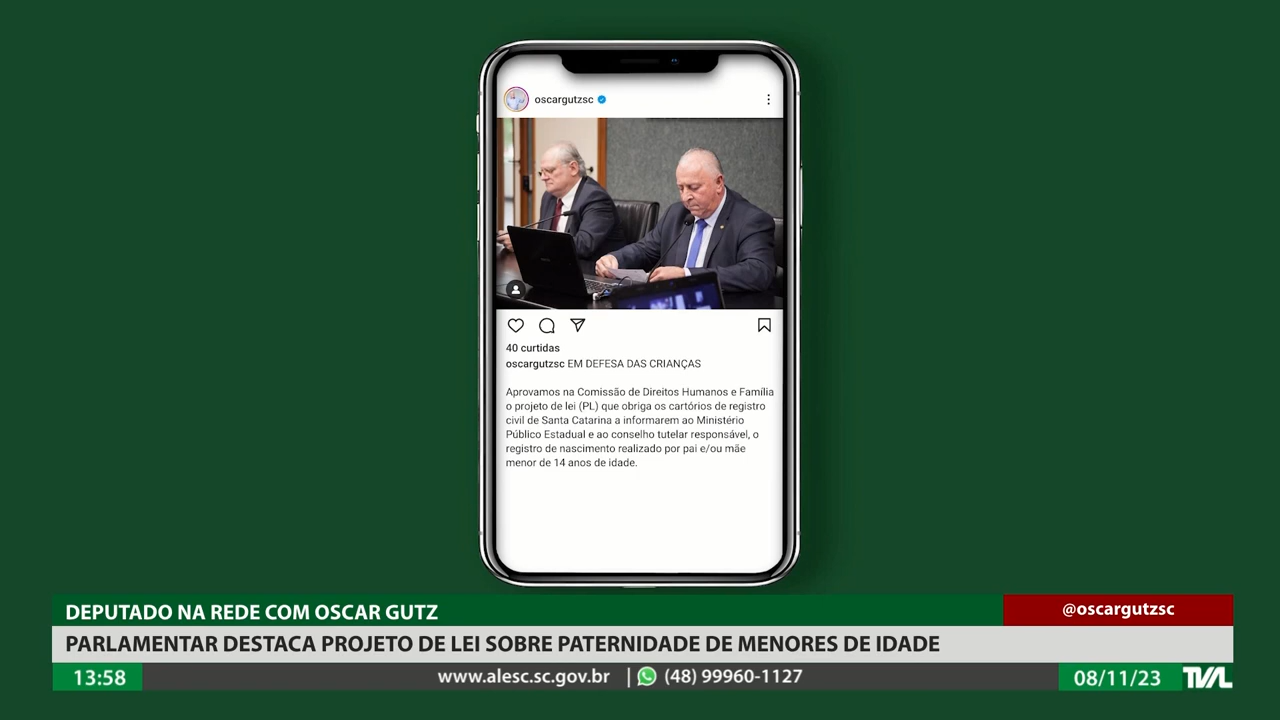 oscargutzsc
40 curtidas
oscargutzsc EM DEFESA DAS CRIANÇAS
Aprovamos na Comissão de Direitos Humanos e Família
o projeto de lei (PL) que obriga os cartórios de registro
civil de Santa Catarina a informarem ao Ministério
Público Estadual e ao conselho tutelar responsável, o
registro de nascimento realizado por pai e/ou mãe
menor de 14 anos de idade.
DEPUTADO NA REDE COM OSCAR GUTZ
@oscargutzsc
PARLAMENTAR DESTACA PROJETO DE LEI SOBRE PATERNIDADE DE MENORES DE IDADE
13:58
www.alesc.sc.gov.br | (48) 99960-1127
08/11/23
TVAL